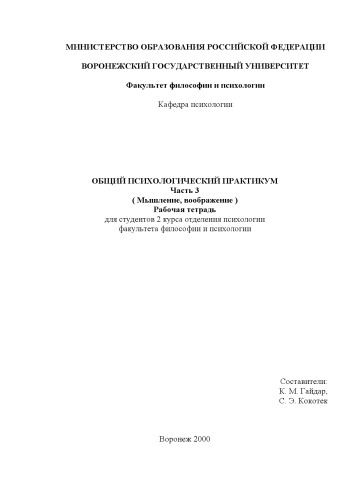 МИНИСТЕРСТВО ОБРАЗОВАНИЯ РОССИЙСКОЙ ФЕДЕРАЦИИ
ВОРОНЕЖСКИЙ ГОСУДАРСТВЕННЫЙ УНИВЕРСИТЕТ
Факультет философии и психологии
Кафедра психологии
ОБЩИЙ ПСИХОЛОГИЧЕСКИЙ ПРАКТИКУМ
Часть 3
( Мышление, воображение )
Рабочая тетрадь
для студентов 2 курса отделения психологии
факультета философии и психологии
Составители:
К. М. Гайдар,
С. Э. Кокотек
Воронеж 2000